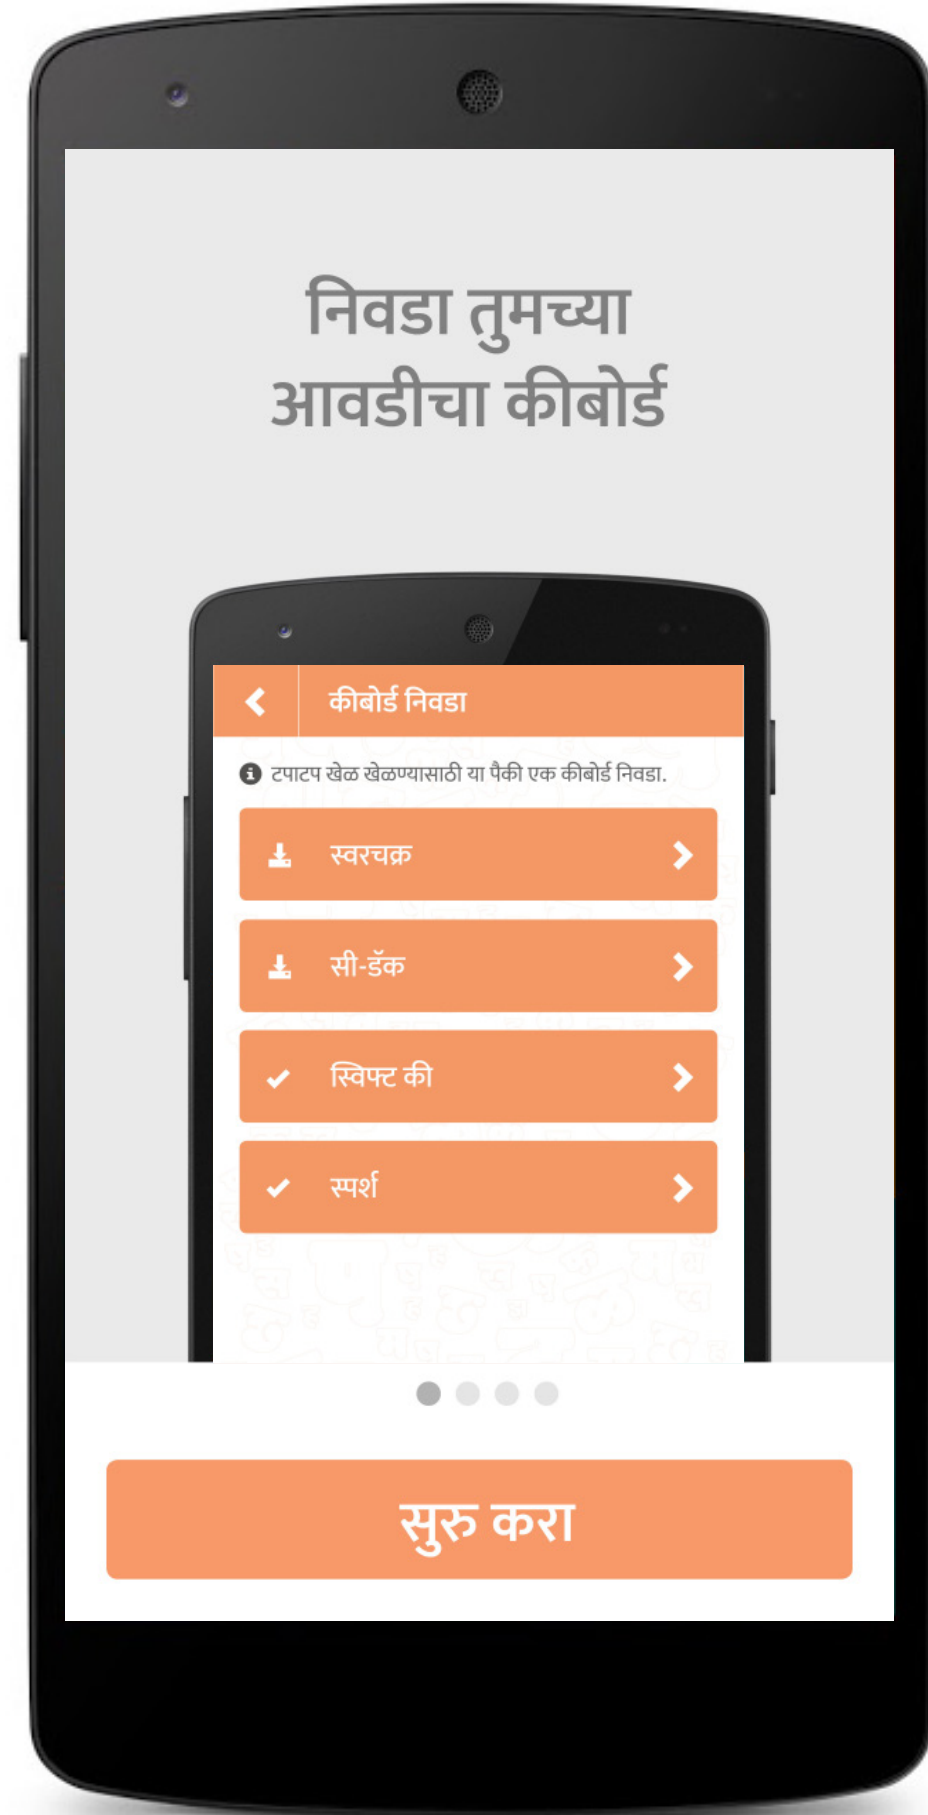 निवडा तुमच्या
आवडीचा कीबोर्ड
कीबोर्ड निवडा
टपाटप खेळ खेळण्यासाठी या पैकी एक कीबोर्ड निवडा.
स्वरचक्र
सी-डॅक
स्विफ्ट की
स्पर्श
सुरु करा